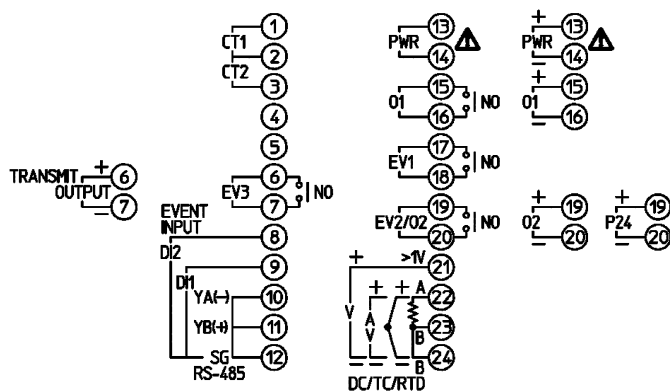 1
CT1
2
CT2
3
4
5
TRANSMIT + 6
OUTPUT
– 7
6
EV3 NO
7
EVENT
INPUT
8
DI2
9
DI1
YA(–) 10
YB(+) 11
SG 12
RS-485
13
PWR
14
15
O1 NO
16
17
EV1 NO
18
19
EV2/O2 NO
20
+ >1V 21
+ + A 22
V A V B 23
– – – B 24
DC/TC/RTD
+ 13
PWR
– 14
+ 15
O1
– 16
+ 19
O2
– 20
+ 19
P24
– 20